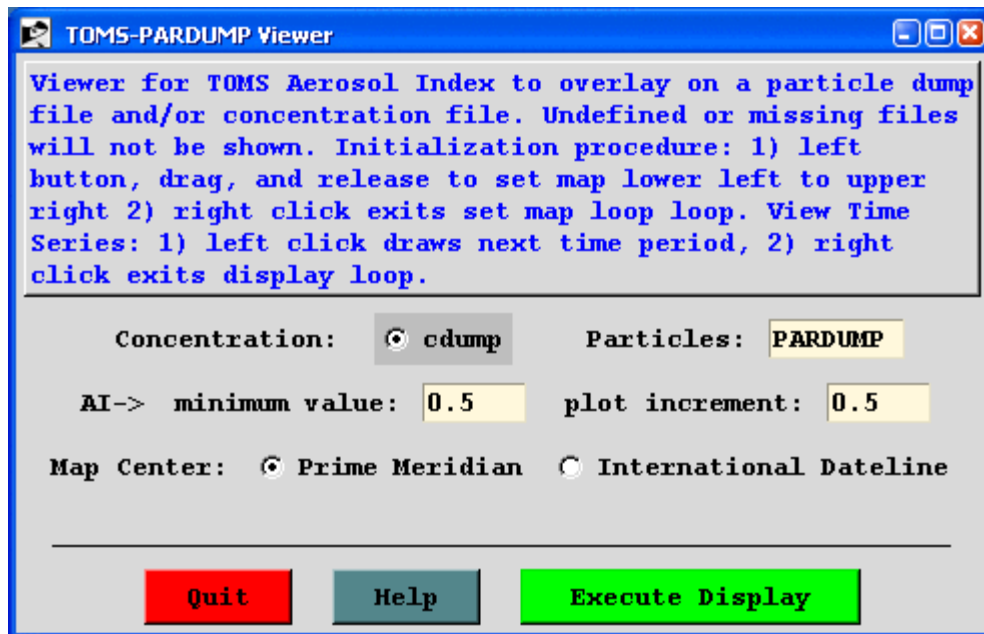 TOMS-PARDUMP Viewer
Viewer for TOMS Aerosol Index to overlay on a particle dump
file and/or concentration file. Undefined or missing files
will not be shown. Initialization procedure: 1) left
button, drag, and release to set map lower left to upper
right 2) right click exits set map loop loop. View Time
Series: 1) left click draws next time period, 2) right
click exits display loop.
Concentration: cdump Particles: PARDUMP
AI-> minimum value: 0.5 plot increment: 0.5
Map Center: Prime Meridian International Dateline
Quit Help Execute Display